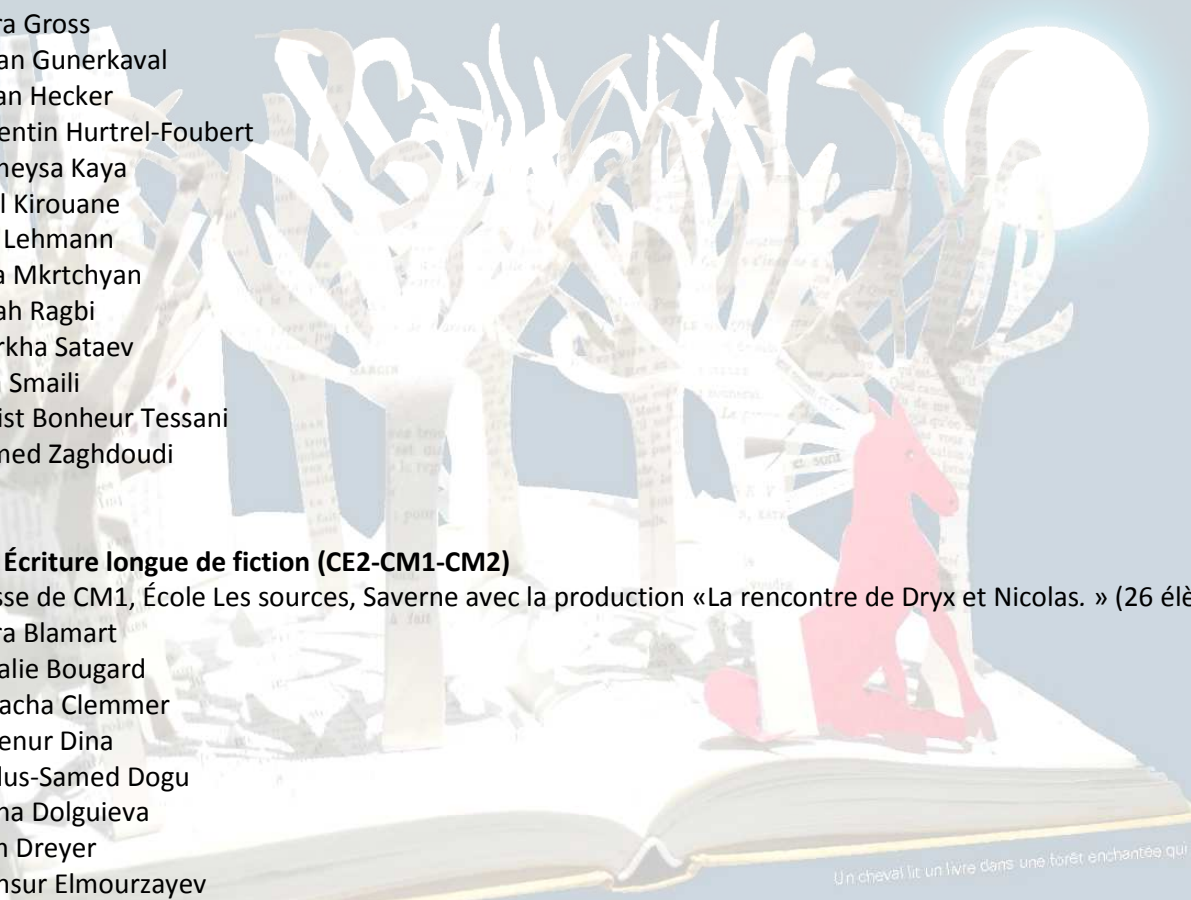 ra Gross
an Gunerkaval
an Hecker
entin Hurtrel-Foubert
neysa Kaya
l Kirouane
Lehmann
a Mkrtchyan
ah Ragbi
rkha Sataev
Smaili
ist Bonheur Tessani
med Zaghdoudi
Écriture longue de fiction (CE2-CM1-CM2)
sse de CM1, École Les sources, Saverne avec la production «La rencontre de Dryx et Nicolas. » (26 élè
ra Blamart
alie Bougard
acha Clemmer
enur Dina
lus-Samed Dogu
na Dolguieva
n Dreyer
nsur Elmourzayev
Un cheval lit un livre dans une forêt enchantée qui